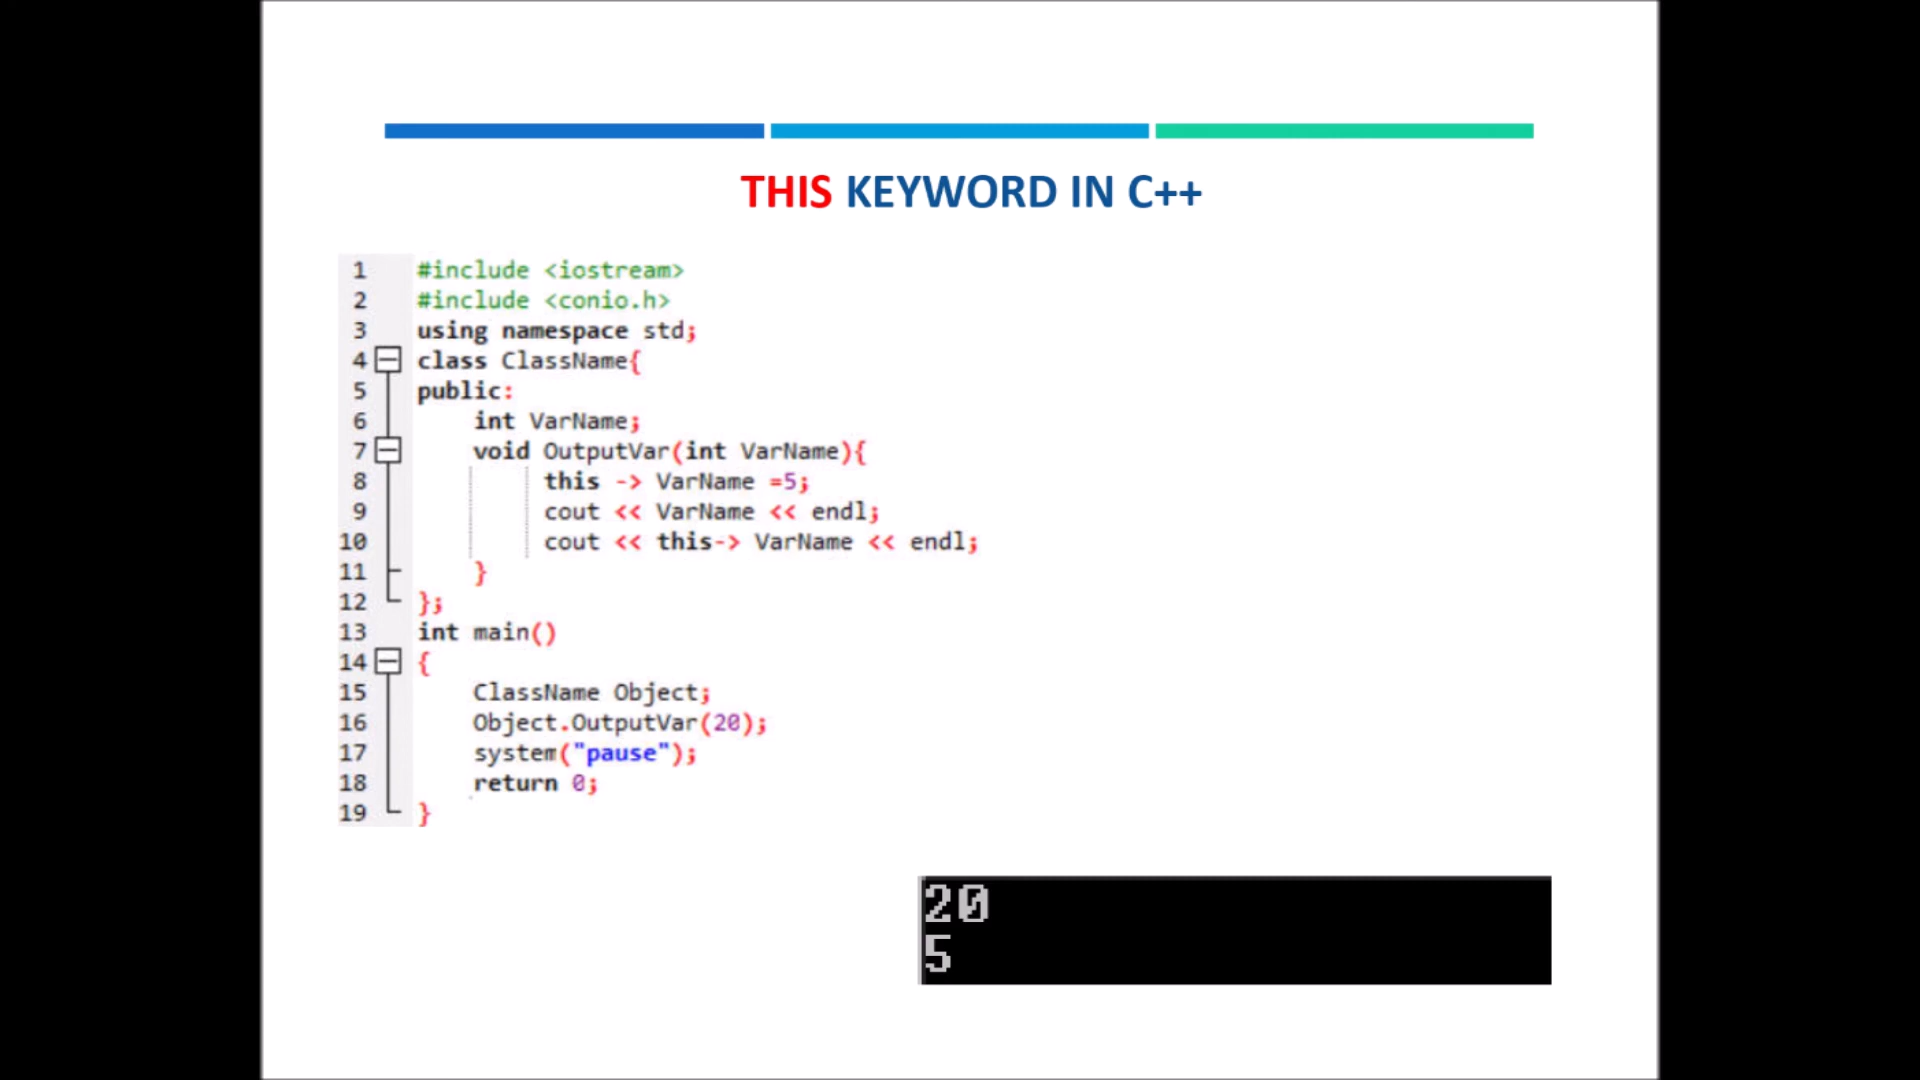 THIS KEYWORD IN C++
1 #include <iostream>
2 #include <conio.h>
3 using namespace std;
4 class ClassName{
5 public:
6 int VarName;
7 void OutputVar(int VarName){
8 this -> VarName =5;
9 cout << VarName << endl;
10 cout << this-> VarName << endl;
11 }
12 };
13 int main()
14 {
15 ClassName Object;
16 Object.OutputVar(20);
17 system("pause");
18 return 0;
19 }
20
5